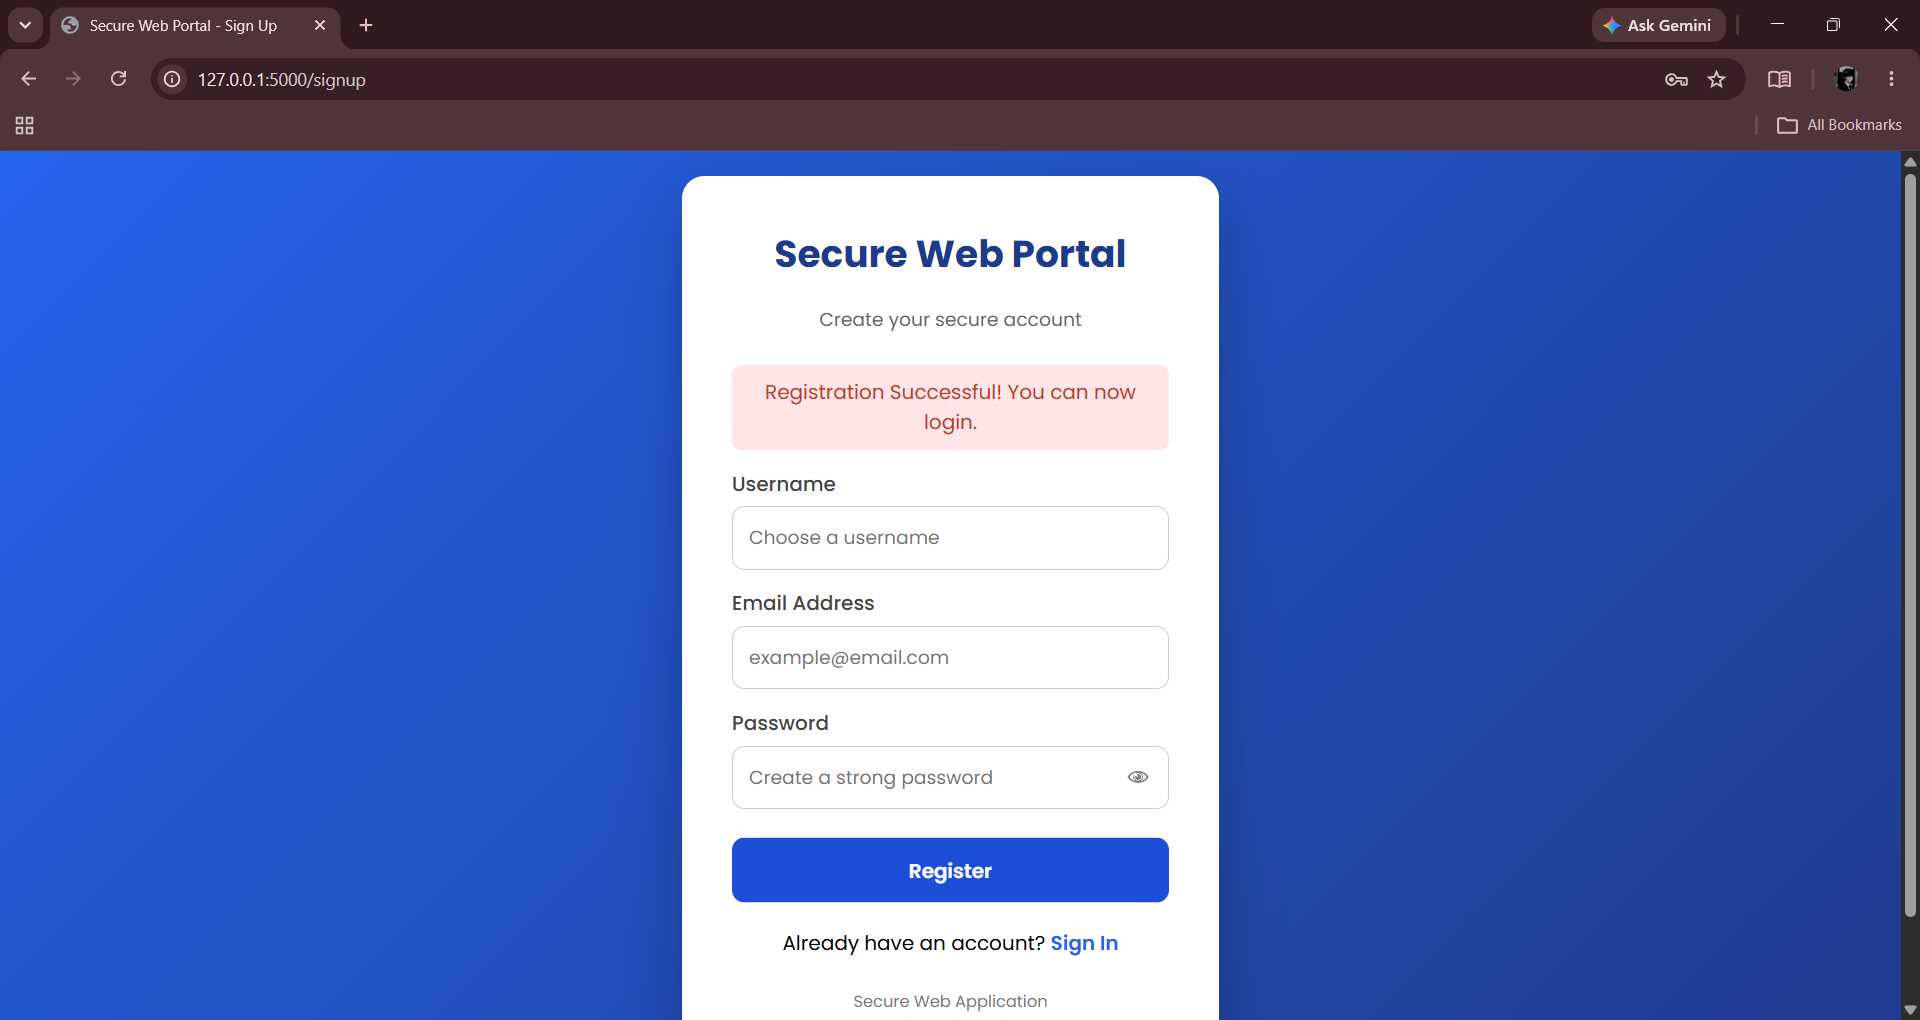 Secure Web Portal - Sign Up
Ask Gemini
127.0.0.1:5000/signup
All Bookmarks
Secure Web Portal
Create your secure account
Registration Successful! You can now
login.
Username
Choose a username
Email Address
example@email.com
Password
Create a strong password
Register
Already have an account? Sign In
Secure Web Application